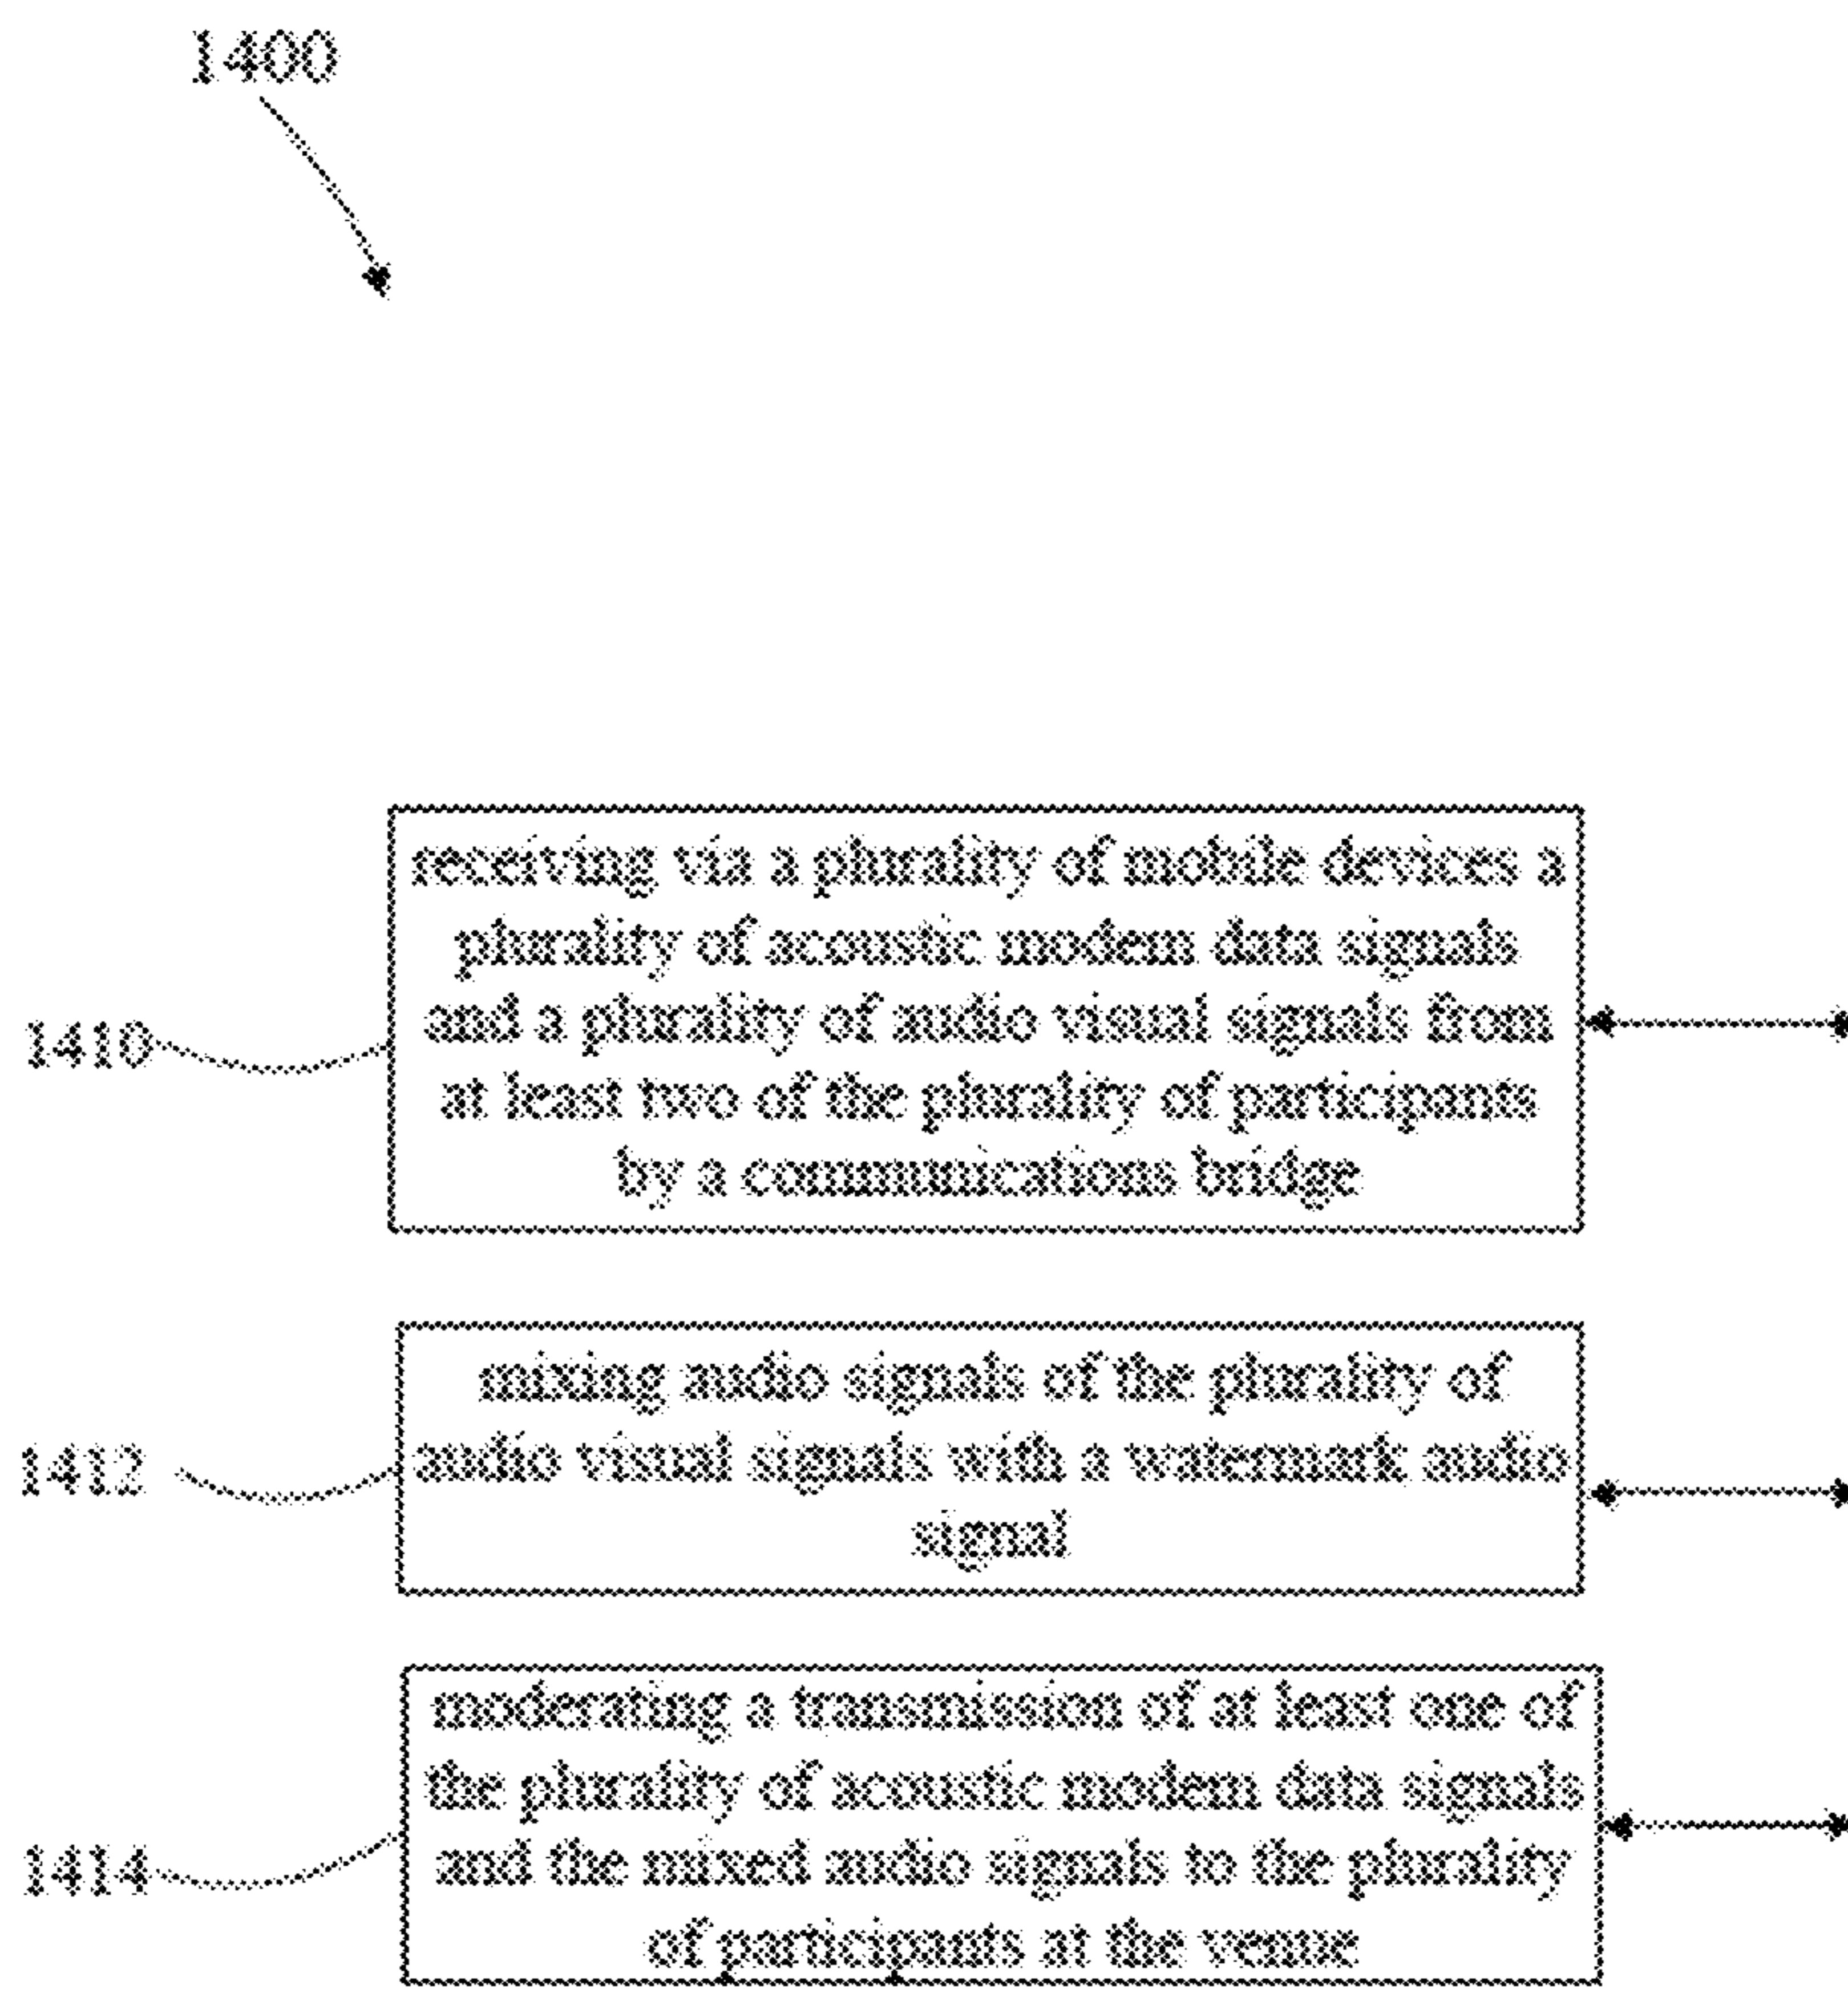 1400
receiving via a plurality of mobile devices a
plurality of acoustic modem data signals
and a plurality of audio visual signals from
at least two of the plurality of participants
by a communications bridge
1410
mixing audio signals of the plurality of
audio visual signals with a watermark audio
signal
1412
moderating a transmission of at least one of
the plurality of acoustic modem data signals
and the mixed audio signals to the plurality
of participants at the venue
1414